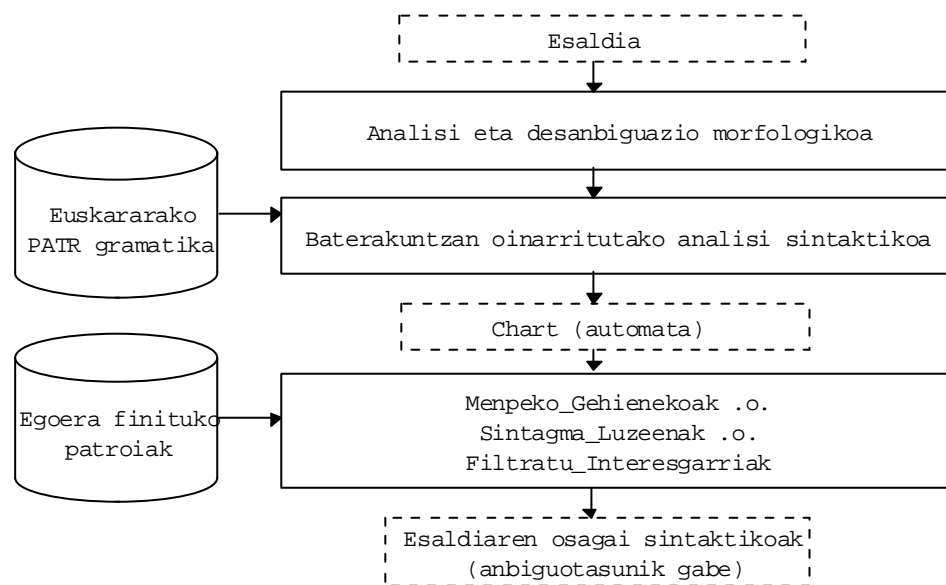 Esaldia
Analisi eta desanbiguazio morfologikoa
Euskararako
PATR gramatika
Baterakuntzan oinarritutako analisi sintaktikoa
Chart (automata)
Egoera finituko
patroiak
Menpeko_Gehienekoak .o.
Sintagma_Luzeenak .o.
Filtratu_Interesgarriak
Esaldiaren osagai sintaktikoak
(anbiguotasunik gabe)